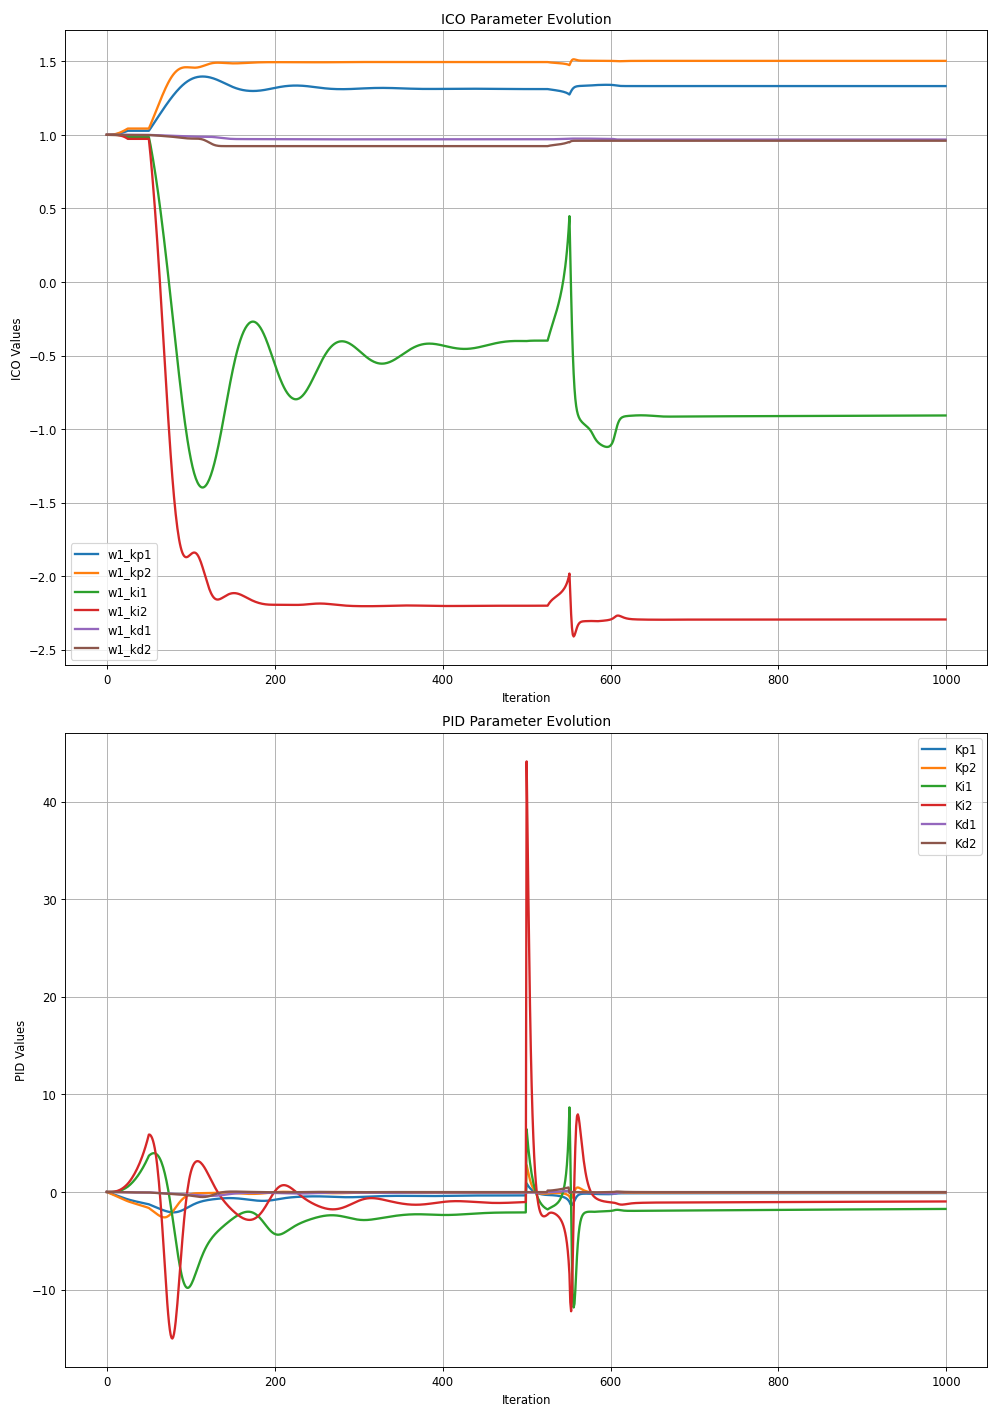 ICO Parameter Evolution
1.5
1.0
0.5
0.0
−0.5
−1.0
−1.5
−2.0
−2.5
ICO Values
w1_kp1
w1_kp2
w1_ki1
w1_ki2
w1_kd1
w1_kd2
0 200 400 600 800 1000
Iteration
PID Parameter Evolution
40
30
20
10
0
−10
PID Values
Kp1
Kp2
Ki1
Ki2
Kd1
Kd2
0 200 400 600 800 1000
Iteration